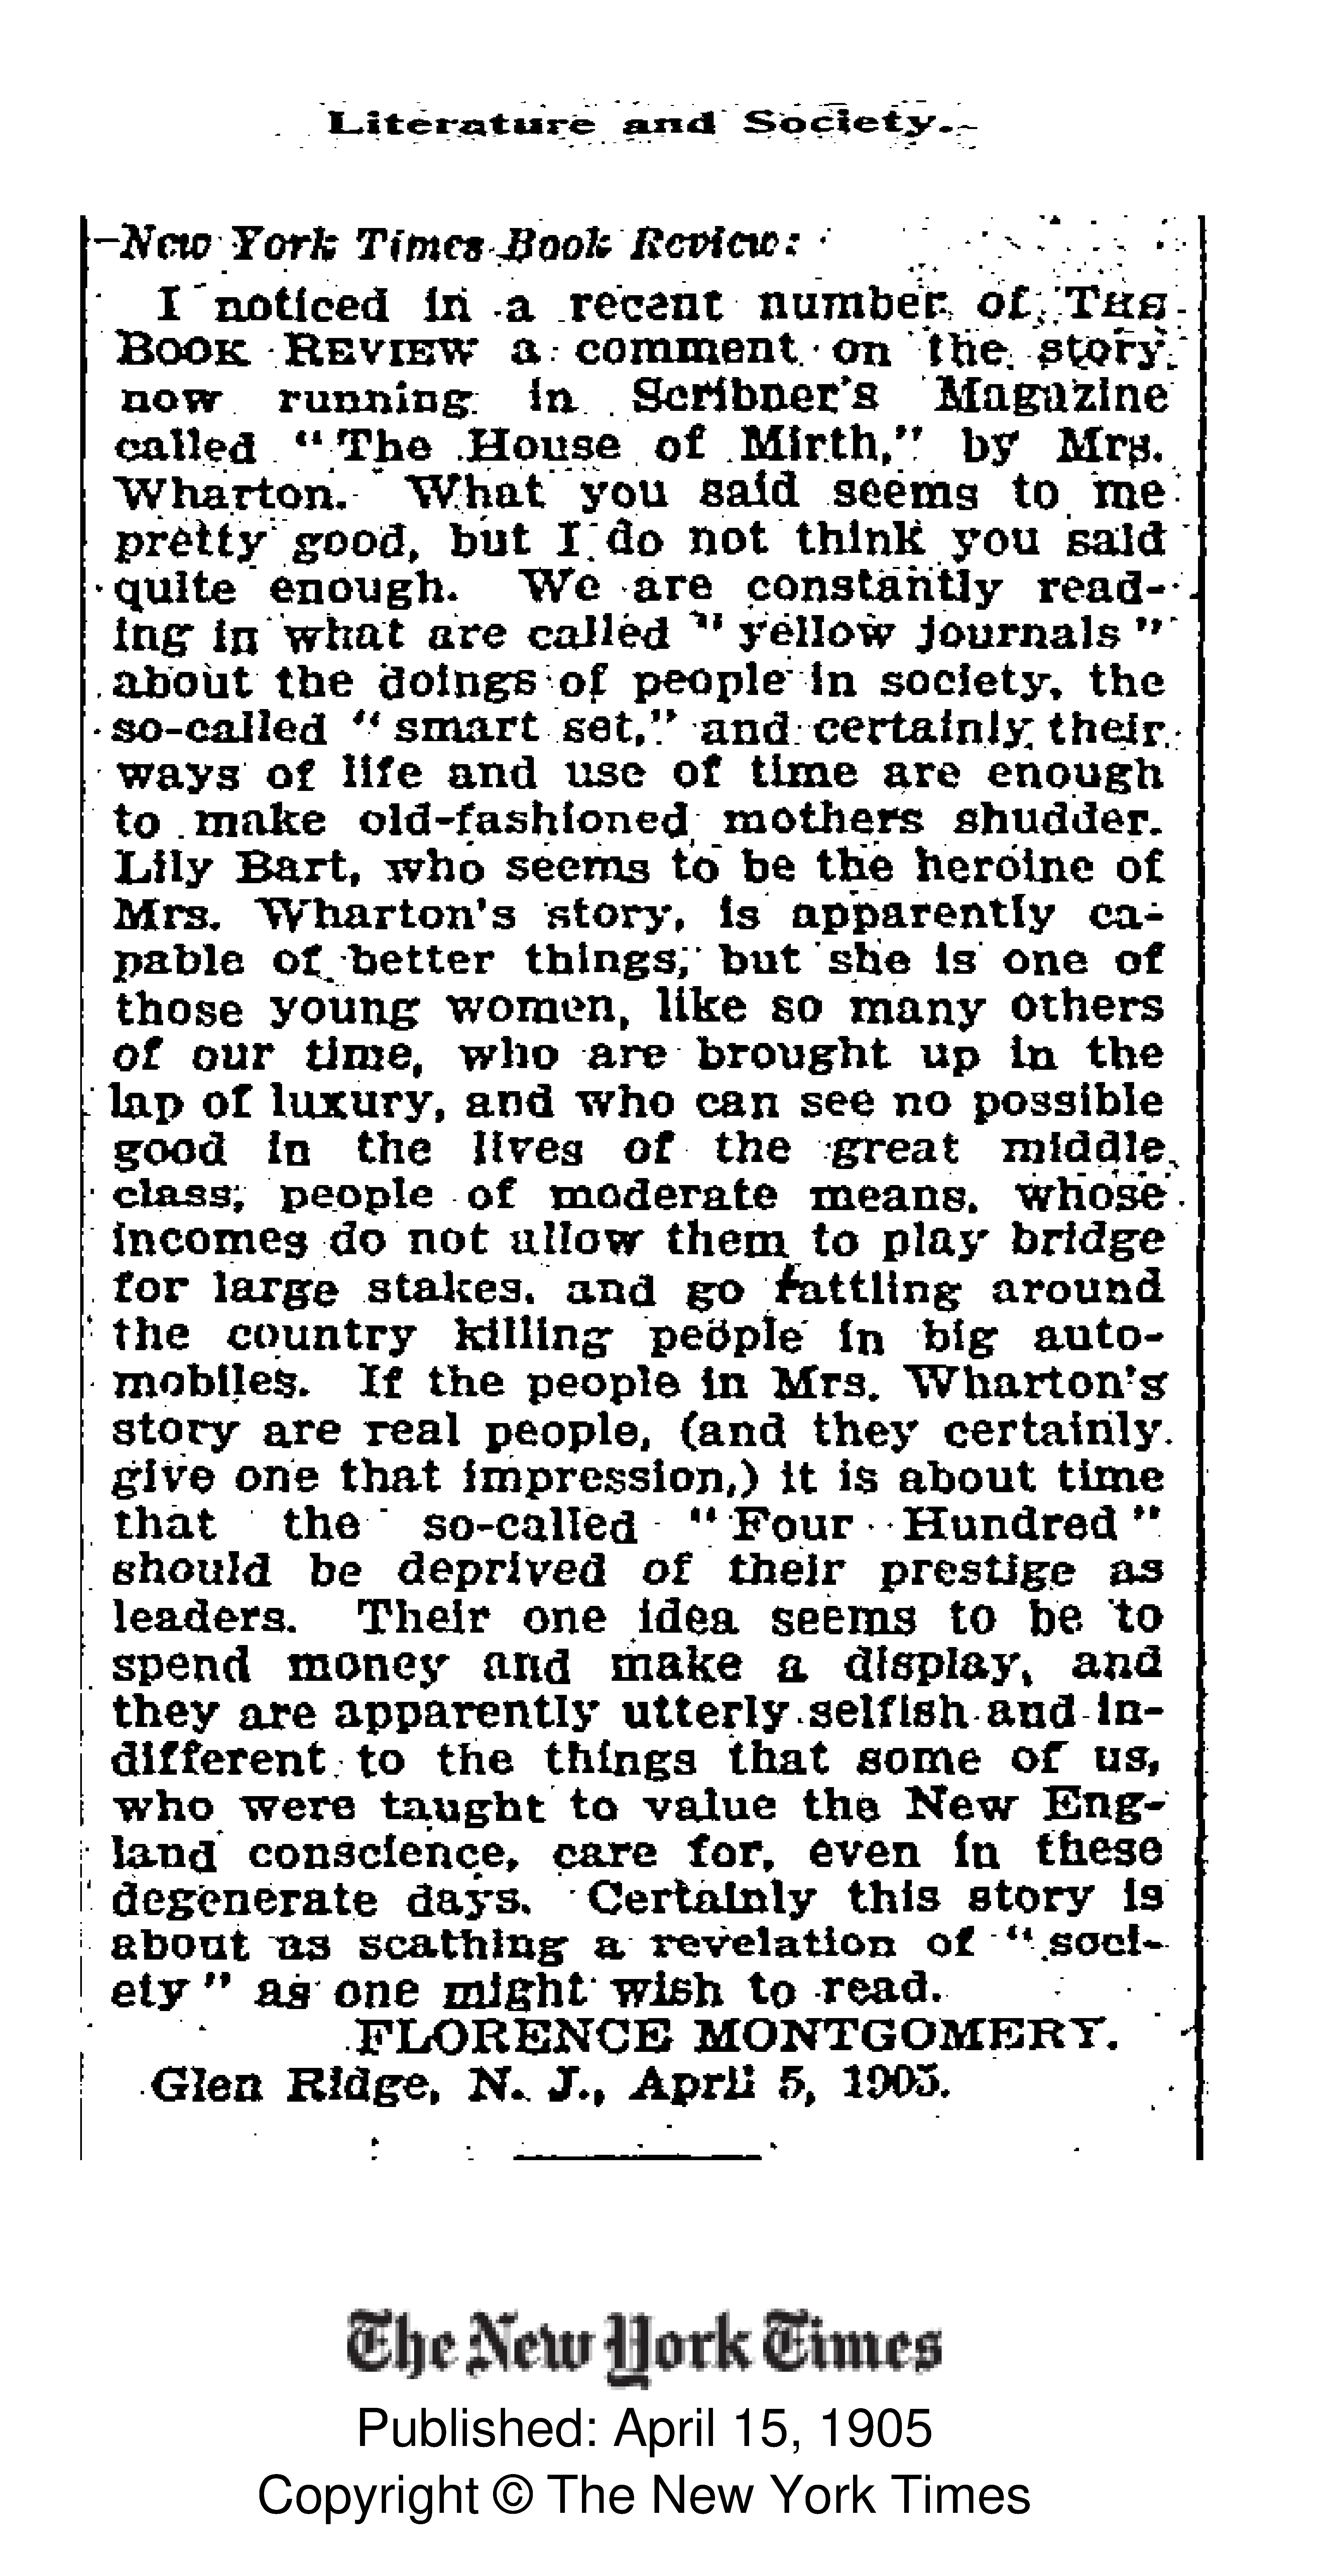 Literature and Society.
New York Times Book Review:
I noticed in a recent number of THE
BOOK REVIEW a comment on the story
now running in Scribner's Magazine
called "The House of Mirth," by Mrs.
Wharton. What you said seems to me
pretty good, but I do not think you said
quite enough. We are constantly read-
ing in what are called "yellow journals"
about the doings of people in society, the
so-called "smart set," and certainly their
ways of life and use of time are enough
to make old-fashioned mothers shudder.
Lily Bart, who seems to be the heroine of
Mrs. Wharton's story, is apparently ca-
pable of better things, but she is one of
those young women, like so many others
of our time, who are brought up in the
lap of luxury, and who can see no possible
good in the lives of the great middle
class, people of moderate means, whose
incomes do not allow them to play bridge
for large stakes, and go rattling around
the country killing people in big auto-
mobiles. If the people in Mrs. Wharton's
story are real people, (and they certainly
give one that impression,) it is about time
that the so-called "Four Hundred"
should be deprived of their prestige as
leaders. Their one idea seems to be to
spend money and make a display, and
they are apparently utterly selfish and in-
different to the things that some of us,
who were taught to value the New Eng-
land conscience, care for, even in these
degenerate days. Certainly this story is
about as scathing a revelation of "soci-
ety" as one might wish to read.
FLORENCE MONTGOMERY.
Glen Ridge, N. J., April 5, 1905.
The New York Times
Published: April 15, 1905
Copyright © The New York Times